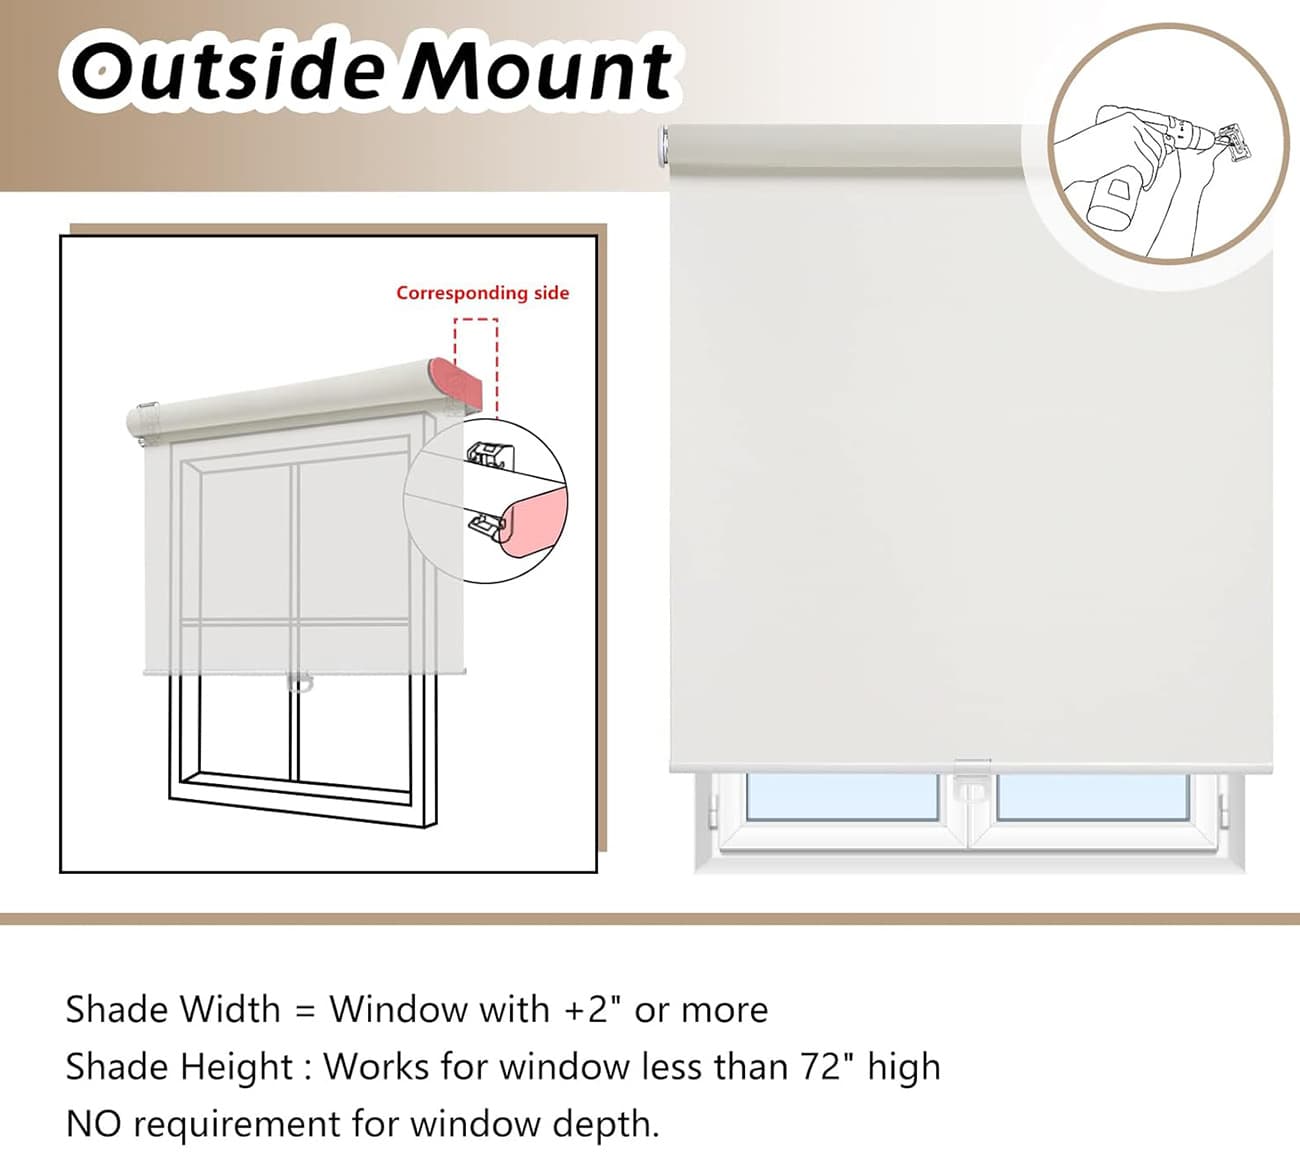 Outside Mount
Corresponding side
Shade Width = Window with +2" or more
Shade Height : Works for window less than 72" high
NO requirement for window depth.